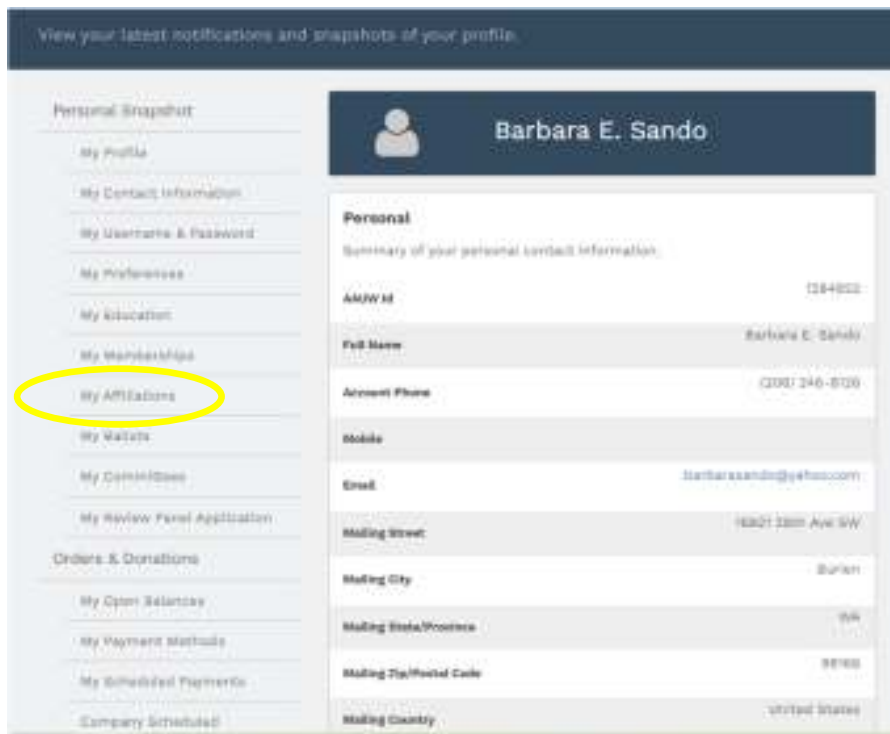 View your latest notifications and snapshots of your profile.
Personal Snapshot
My Profile
My Contact Information
My Username & Password
My Preferences
My Education
My Memberships
My Affiliations
My Wallets
My Committees
My Review Panel Application
Orders & Donations
My Open Balances
My Payment Methods
My Scheduled Payments
Company Scheduled
Barbara E. Sando
Personal
Summary of your personal contact information.
AAUW Id
Full Name Barbara E. Sando
Account Phone
Mobile
Email barbarasando@yahoo.com
Mailing Street Ave SW
Mailing City Burien
Mailing State/Province WA
Mailing Zip/Postal Code
Mailing Country United States